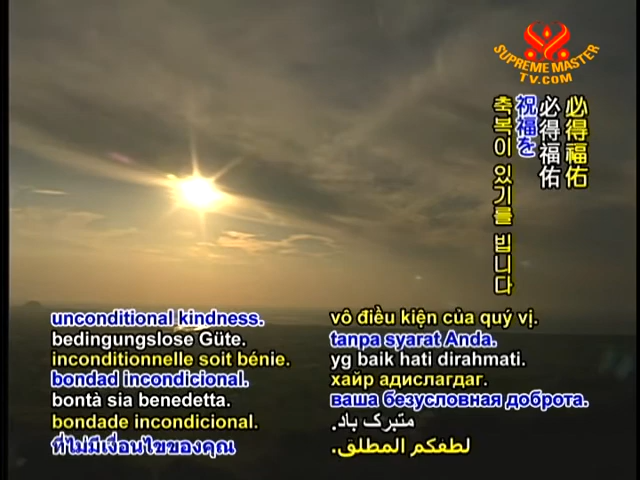 SUPREME MASTER
TV.COM
必得福佑
必得福佑
祝福を
축복이 있기를 빕니다
unconditional kindness.
bedingungslose Güte.
inconditionnelle soit bénie.
bondad incondicional.
bontà sia benedetta.
bondade incondicional.
ที่ไม่มีเงื่อนไขของคุณ
vô điều kiện của quý vị.
tanpa syarat Anda.
yg baik hati dirahmati.
хайр адислагдаг.
ваша безусловная доброта.
متبرک باد.
لطفكم المطلق.